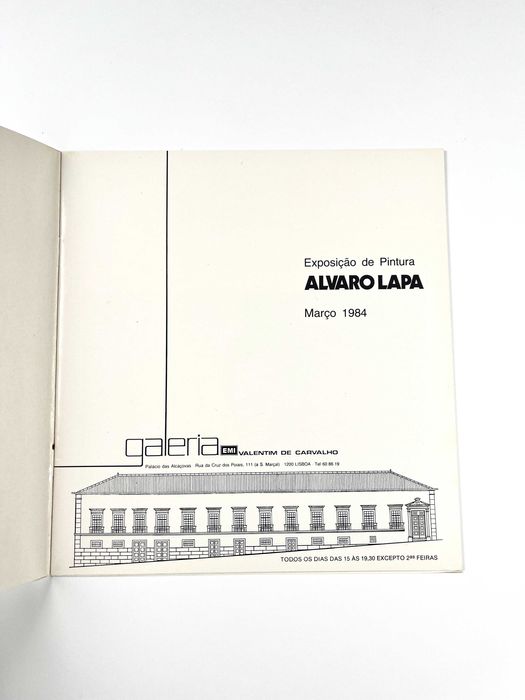 Exposição de Pintura
ALVARO LAPA
Março 1984
galeria EMI VALENTIM DE CARVALHO
Palácio das Alcáçovas Rua da Cruz dos Poiais, 111 (a S. Marçal) 1200 LISBOA Tel 60 86 19
TODOS OS DIAS DAS 15 ÀS 19,30 EXCEPTO 2ªs FEIRAS